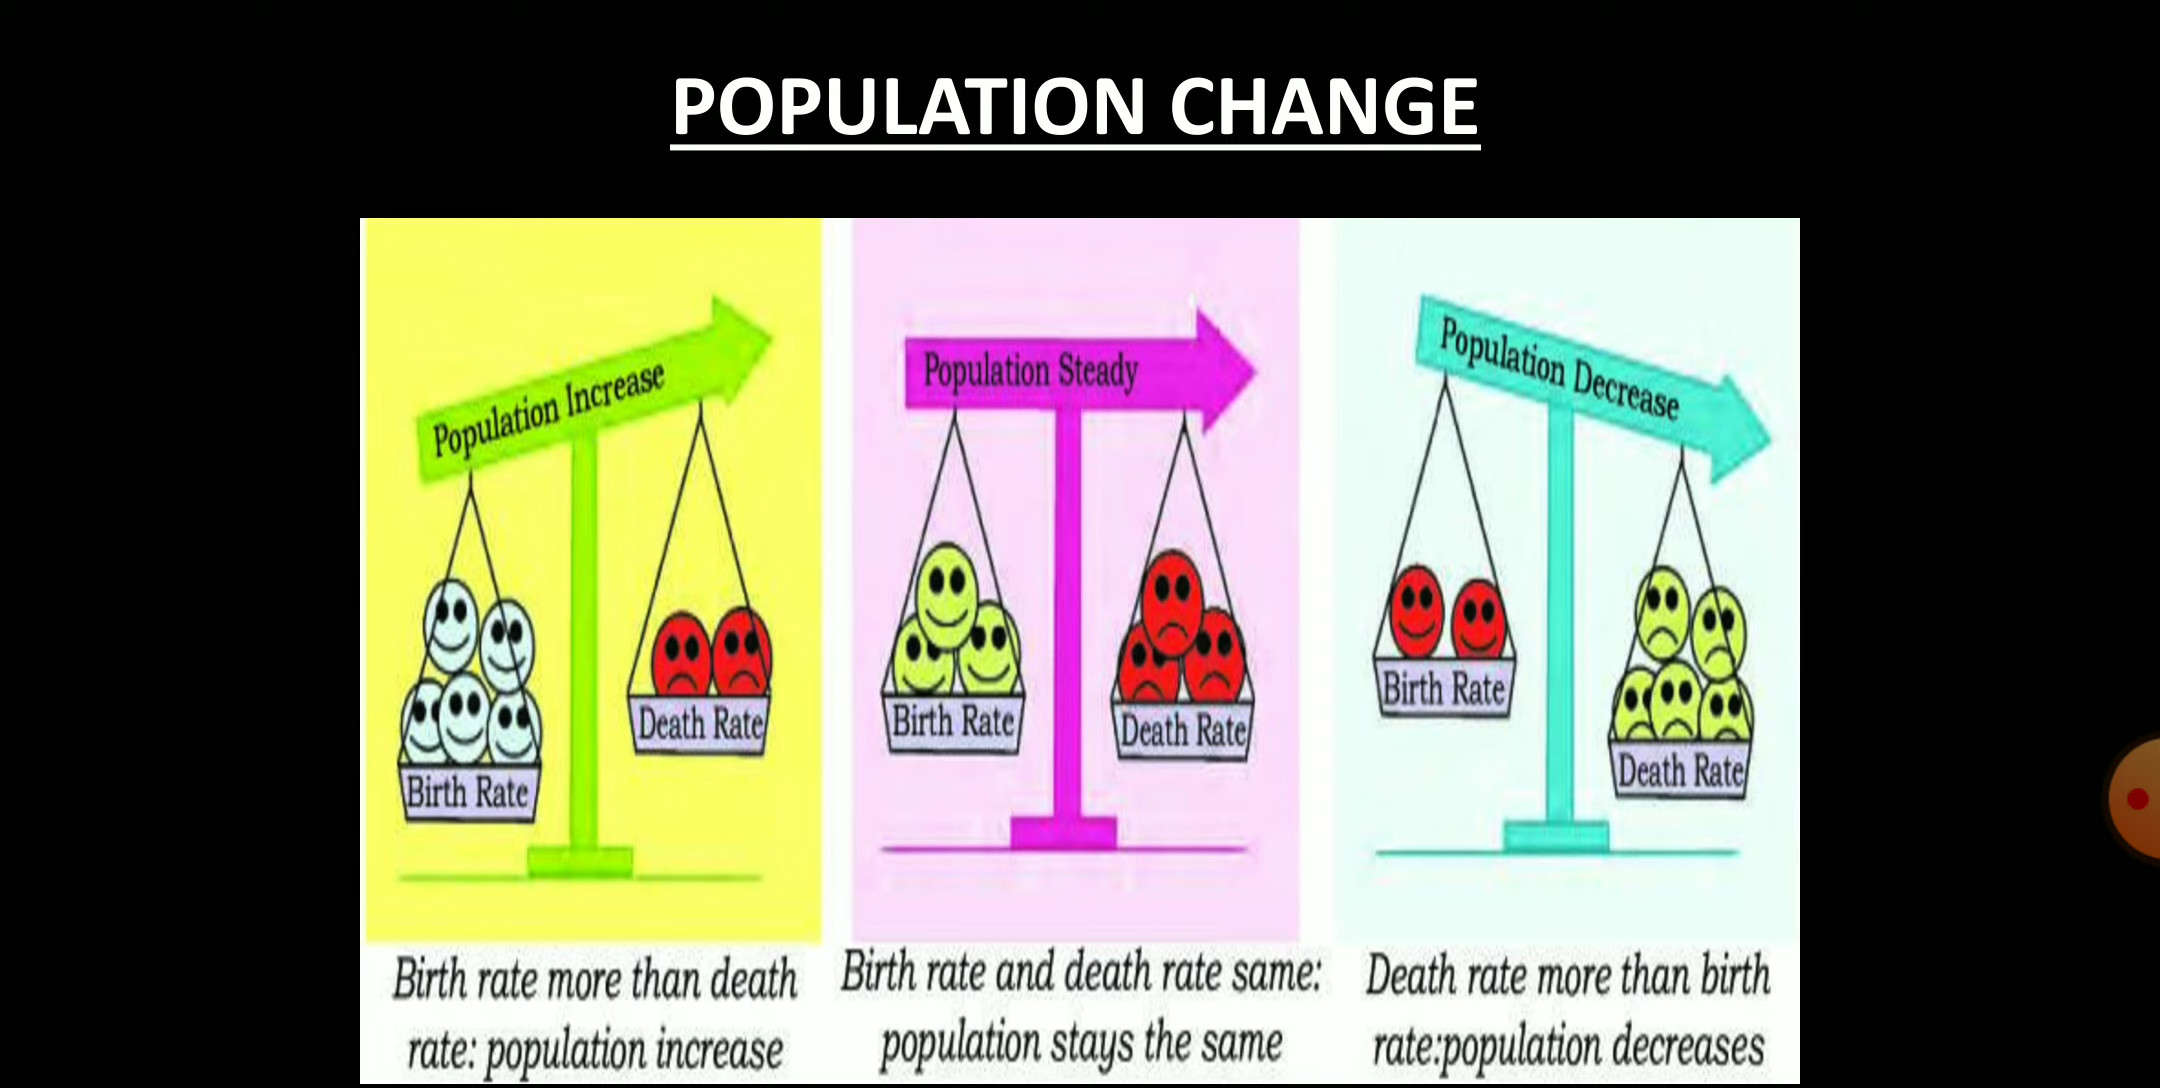 POPULATION CHANGE
Population Increase
Birth Rate
Death Rate
Birth rate more than death
rate: population increase
Population Steady
Birth Rate
Death Rate
Birth rate and death rate same:
population stays the same
Population Decrease
Birth Rate
Death Rate
Death rate more than birth
rate:population decreases